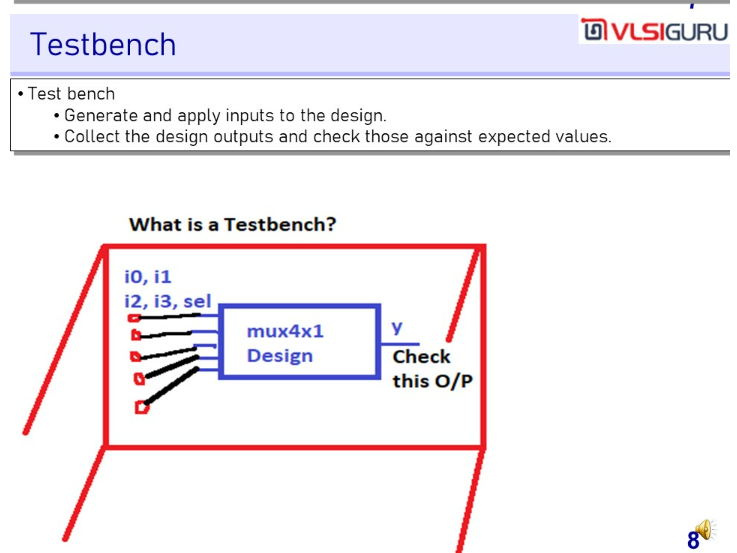 Testbench
VLSIGURU
• Test bench
• Generate and apply inputs to the design.
• Collect the design outputs and check those against expected values.
What is a Testbench?
i0, i1
i2, i3, sel
mux4x1
Design
y
Check
this O/P
8